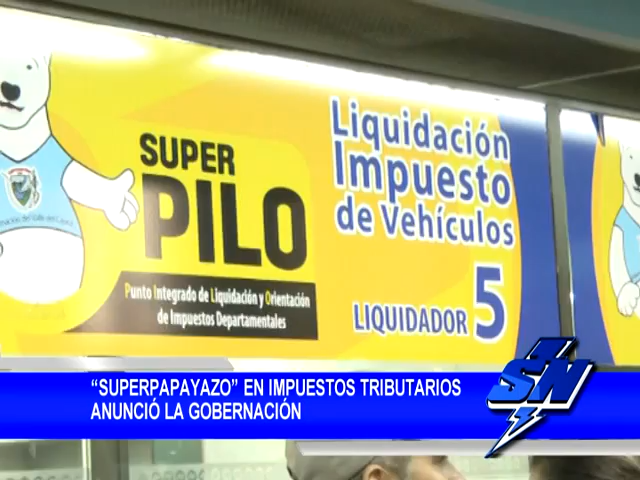 SUPER
PILO
Punto Integrado de Liquidación y Orientación
de Impuestos Departamentales
Liquidación
Impuesto
de Vehículos
LIQUIDADOR 5
“SUPERPAPAYAZO” EN IMPUESTOS TRIBUTARIOS
ANUNCIÓ LA GOBERNACIÓN
SN